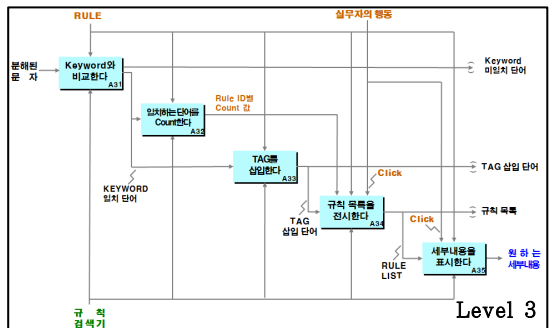 RULE
실무자의 행동
분해된
문 자
Keyword와
비교한다
A31
Keyword
미일치 단어
일치하는 단어를
Count한다
A32
Rule ID별
Count 값
TAG를
삽입한다
A33
TAG 삽입 단어
KEYWORD
일치 단어
Click
TAG
삽입 단어
규칙 목록을
전시한다
A34
규칙 목록
Click
RULE
LIST
세부내용을
표시한다
A35
원 하 는
세부내용
규 칙
검색기
Level 3